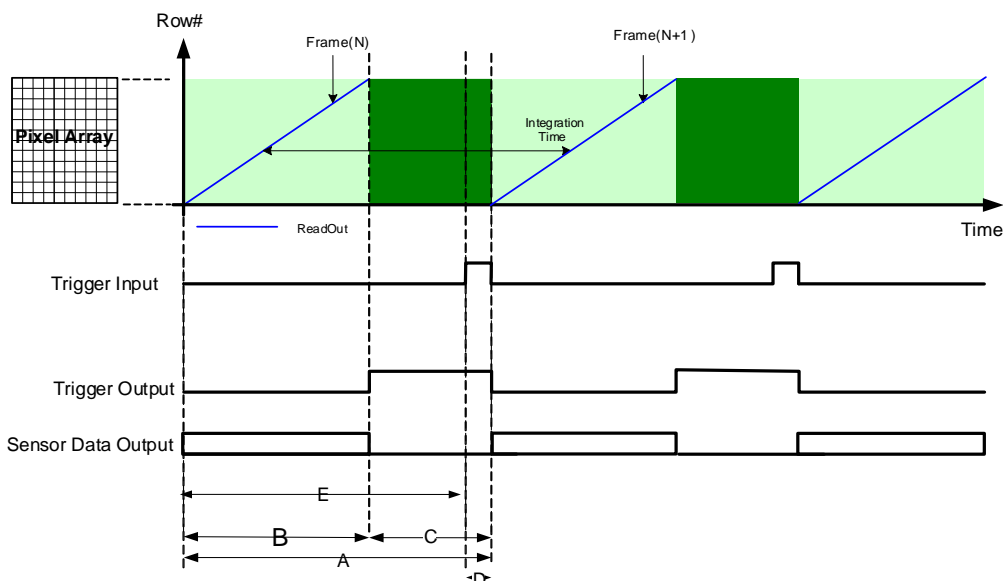 Row#
Frame(N)
Frame(N+1 )
Pixel Array
Integration
Time
ReadOut
Time
Trigger Input
Trigger Output
Sensor Data Output
E
B
C
A
D